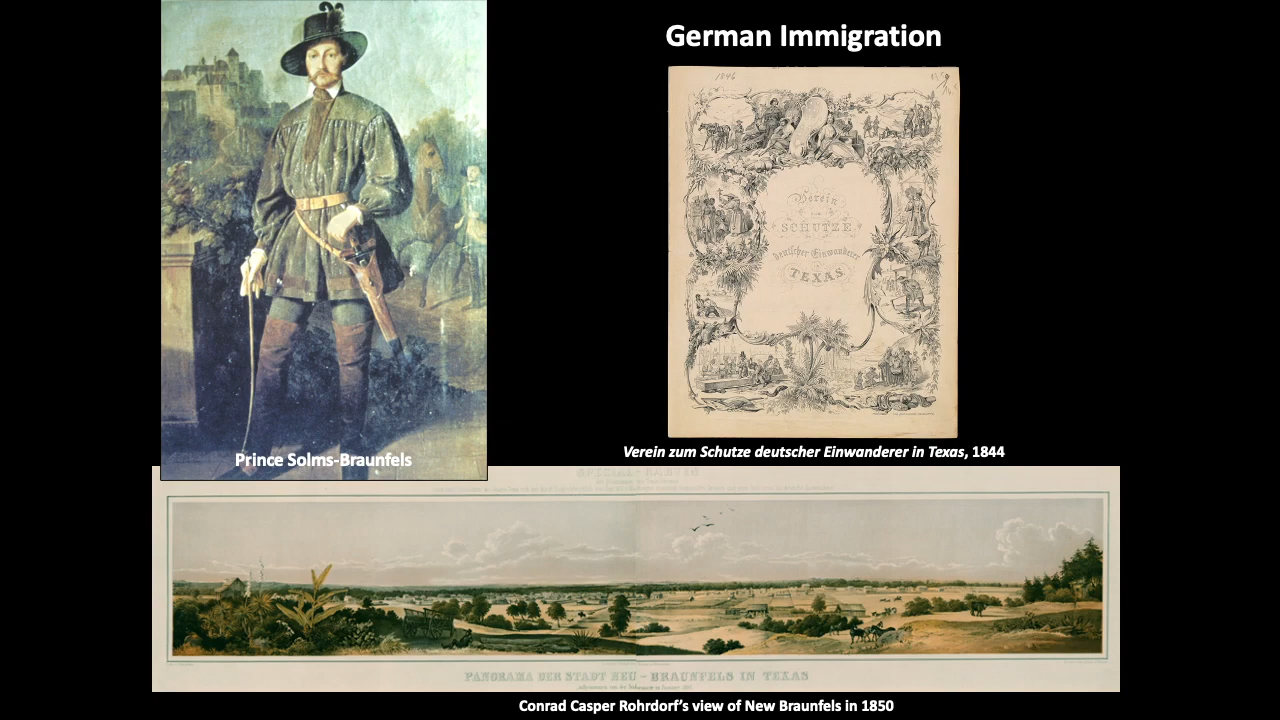 German Immigration
1846
Verein
zum
SCHUTZE
deutscher Einwanderer
TEXAS
Prince Solms-Braunfels
Verein zum Schutze deutscher Einwanderer in Texas, 1844
PANORAMA DER STADT NEU-BRAUNFELS IN TEXAS
Conrad Casper Rohrdorf’s view of New Braunfels in 1850